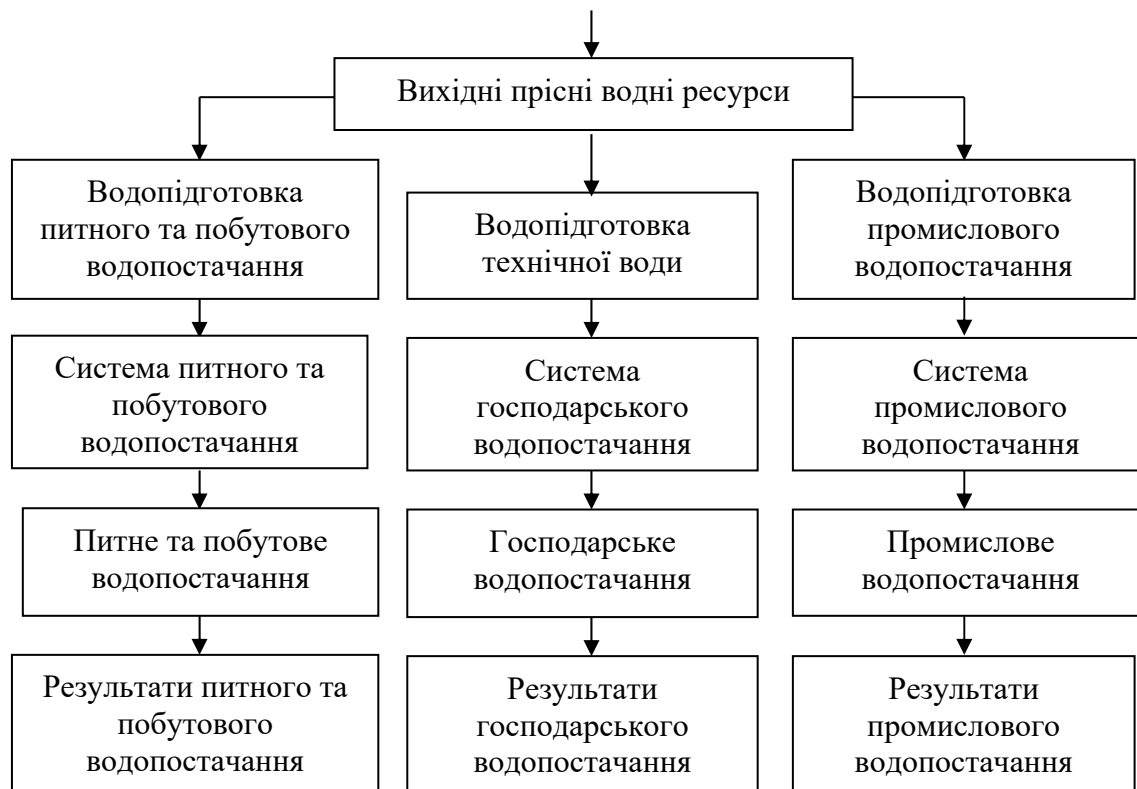 Вихідні прісні водні ресурси
Водопідготовка
питного та побутового
водопостачання
Водопідготовка
технічної води
Водопідготовка
промислового
водопостачання
Система питного та
побутового
водопостачання
Система
господарського
водопостачання
Система
промислового
водопостачання
Питне та побутове
водопостачання
Господарське
водопостачання
Промислове
водопостачання
Результати питного та
побутового
водопостачання
Результати
господарського
водопостачання
Результати
промислового
водопостачання